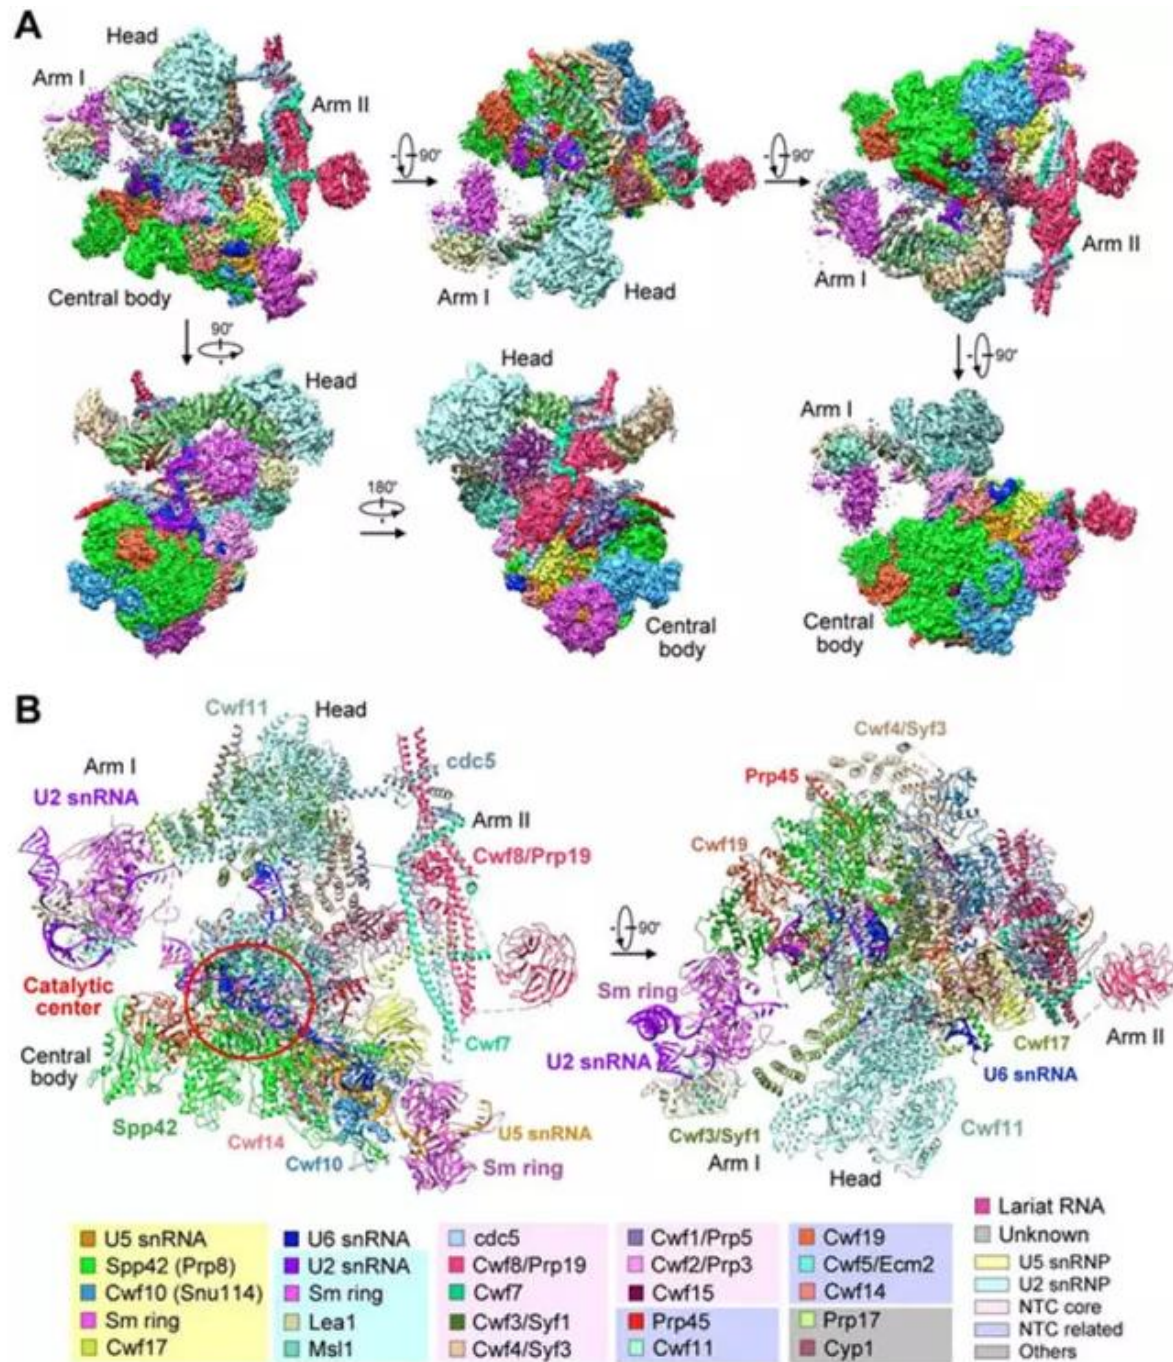 A
Head
Arm I
Arm II
90°
90°
Central body
Arm I
Head
Arm II
Arm I
90°
90°
Head
Head
Arm I
180°
Central
body
Central
body
B
Cwf11
Head
Arm I
cdc5
U2 snRNA
Arm II
Cwf8/Prp19
Catalytic
center
Central
body
Cwf7
Spp42
Cwf14
Cwf10
U5 snRNA
Sm ring
90°
Cwf4/Syf3
Prp45
Cwf19
Sm ring
U2 snRNA
Cwf17
Arm II
U6 snRNA
Cwf3/Syf1
Cwf11
Arm I
Head
U5 snRNA
Spp42 (Prp8)
Cwf10 (Snu114)
Sm ring
Cwf17
U6 snRNA
U2 snRNA
Sm ring
Lea1
Msl1
cdc5
Cwf8/Prp19
Cwf7
Cwf3/Syf1
Cwf4/Syf3
Cwf1/Prp5
Cwf2/Prp3
Cwf15
Prp45
Cwf11
Cwf19
Cwf5/Ecm2
Cwf14
Prp17
Cyp1
Lariat RNA
Unknown
U5 snRNP
U2 snRNP
NTC core
NTC related
Others